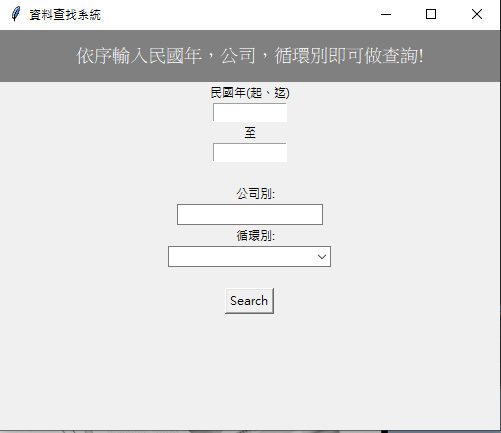 資料查找系統
依序輸入民國年，公司，循環別即可做查詢!
民國年(起、迄)
至
公司別:
循環別:
Search